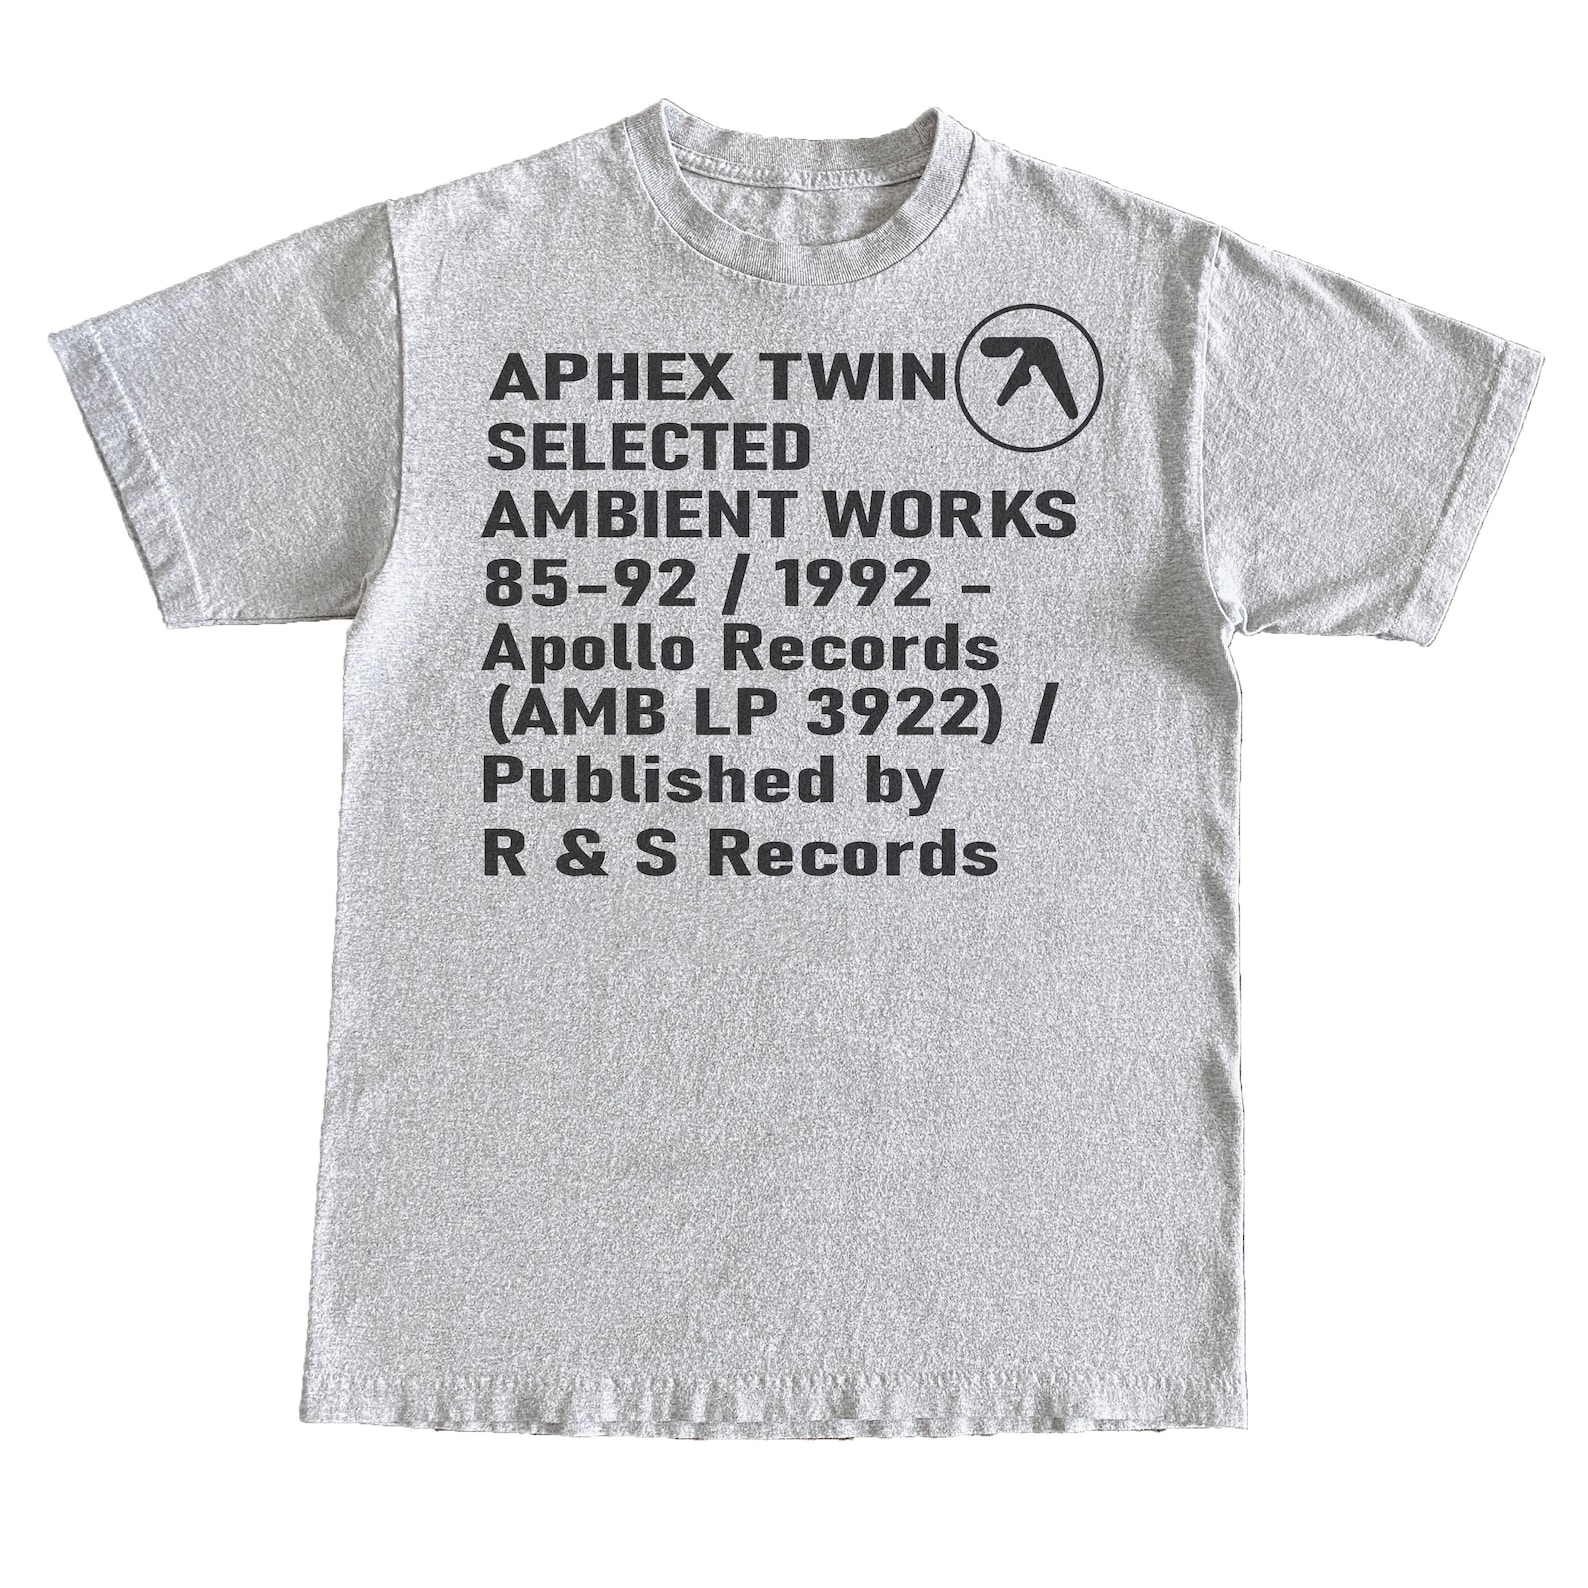 APHEX TWIN
SELECTED
AMBIENT WORKS
85-92 / 1992 -
Apollo Records
(AMB LP 3922) /
Published by
R & S Records